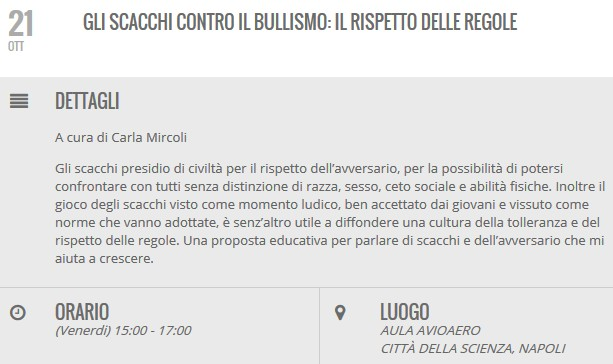 21
OTT
GLI SCACCHI CONTRO IL BULLISMO: IL RISPETTO DELLE REGOLE
DETTAGLI
A cura di Carla Mircoli
Gli scacchi presidio di civiltà per il rispetto dell'avversario, per la possibilità di potersi
confrontare con tutti senza distinzione di razza, sesso, ceto sociale e abilità fisiche. Inoltre il
gioco degli scacchi visto come momento ludico, ben accettato dai giovani e vissuto come
norme che vanno adottate, è senz'altro utile a diffondere una cultura della tolleranza e del
rispetto delle regole. Una proposta educativa per parlare di scacchi e dell'avversario che mi
aiuta a crescere.
ORARIO
(Venerdì) 15:00 - 17:00
LUOGO
AULA AVIOAERO
CITTÀ DELLA SCIENZA, NAPOLI